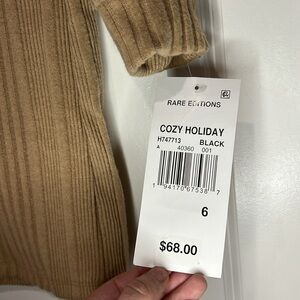 RARE EDITIONS
COZY HOLIDAY
H747713 BLACK
A 40360 001
1 94170 67538 7
6
$68.00